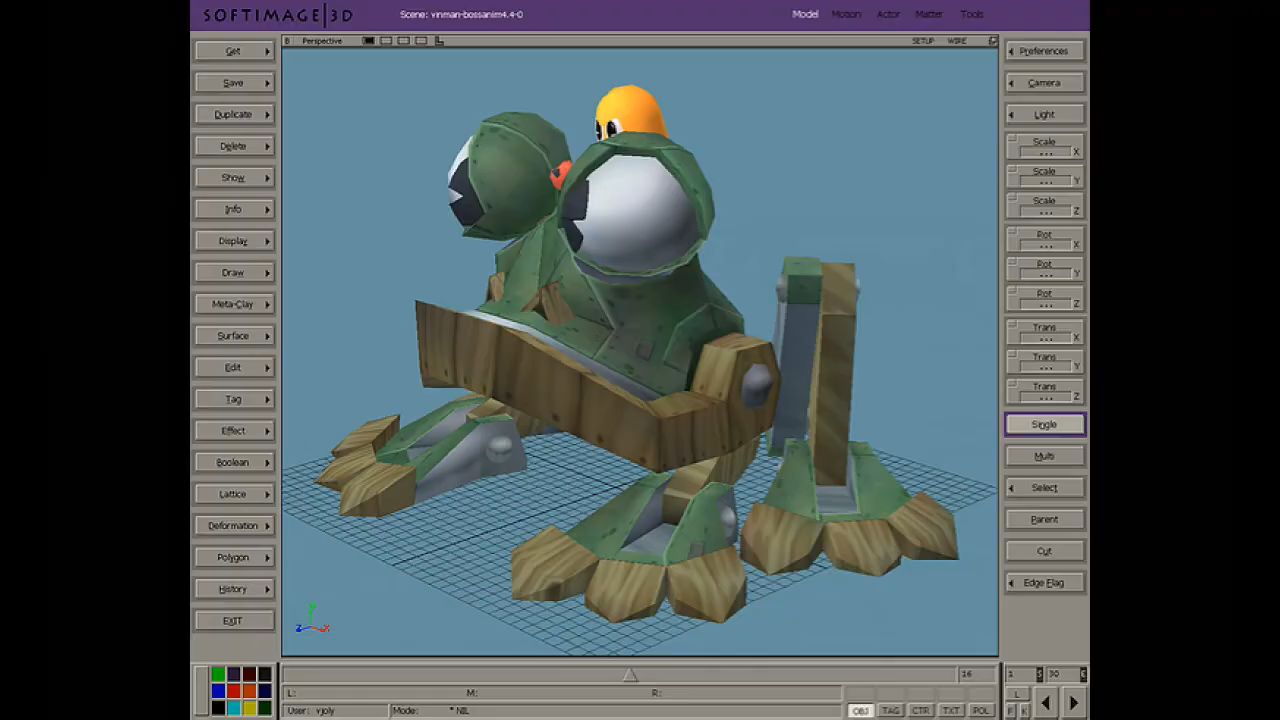 SOFTIMAGE|3D
Scene: vinman-bossanim4.4-0
Model
Motion
Actor
Matter
Tools
Get
Save
Duplicate
Delete
Show
Info
Display
Draw
Meta-Clay
Surface
Edit
Tag
Effect
Boolean
Lattice
Deformation
Polygon
History
EXIT
B Perspective
SETUP
WIRE
Y
Z
X
Preferences
Camera
Light
Scale
... X
Scale
... Y
Scale
... Z
Rot
... X
Rot
... Y
Rot
... Z
Trans
... X
Trans
... Y
Trans
... Z
Single
Multi
Select
Parent
Cut
Edge Flag
16
1 S 30 E
L:
M:
R:
L
User: vjoly
Mode:
* NIL
OBJ
TAG
CTR
TXT
POL
F K